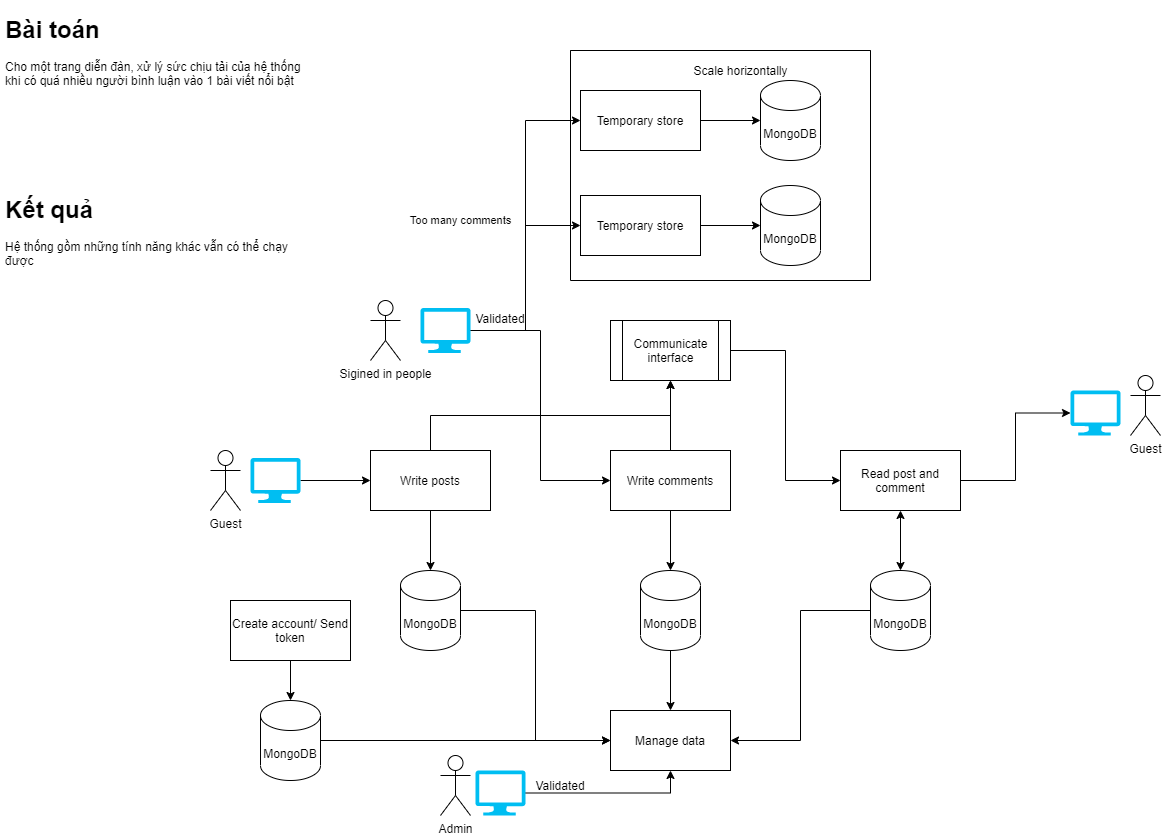 Bài toán
Cho một trang diễn đàn, xử lý sức chịu tải của hệ thống
khi có quá nhiều người bình luận vào 1 bài viết nổi bật
Scale horizontally
Temporary store
MongoDB
Kết quả
Hệ thống gồm những tính năng khác vẫn có thể chạy
được
Too many comments
Temporary store
MongoDB
Validated
Sigined in people
Communicate
interface
Guest
Write posts
Write comments
Read post and
comment
Guest
MongoDB
MongoDB
MongoDB
Create account/ Send
token
MongoDB
Manage data
Validated
Admin